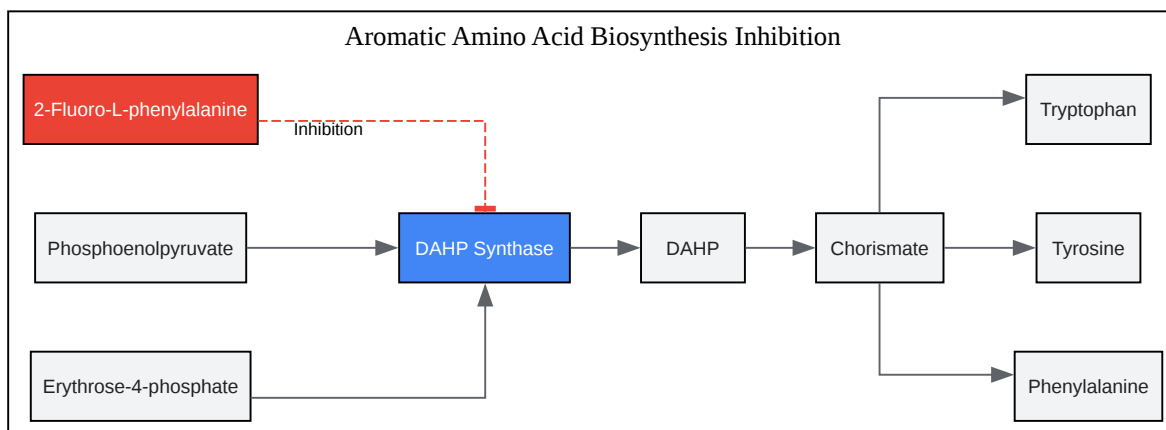 Aromatic Amino Acid Biosynthesis Inhibition
2-Fluoro-L-phenylalanine
Inhibition
Tryptophan
Phosphoenolpyruvate
DAHP Synthase
DAHP
Chorismate
Tyrosine
Erythrose-4-phosphate
Phenylalanine